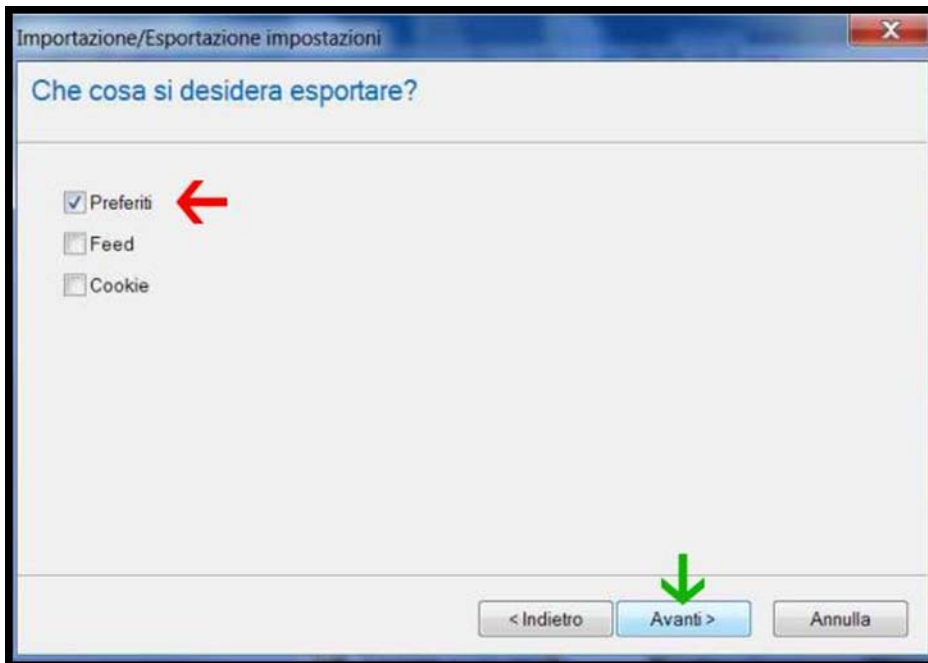 Importazione/Esportazione impostazioni
Che cosa si desidera esportare?
Preferiti
Feed
Cookie
< Indietro
Avanti >
Annulla